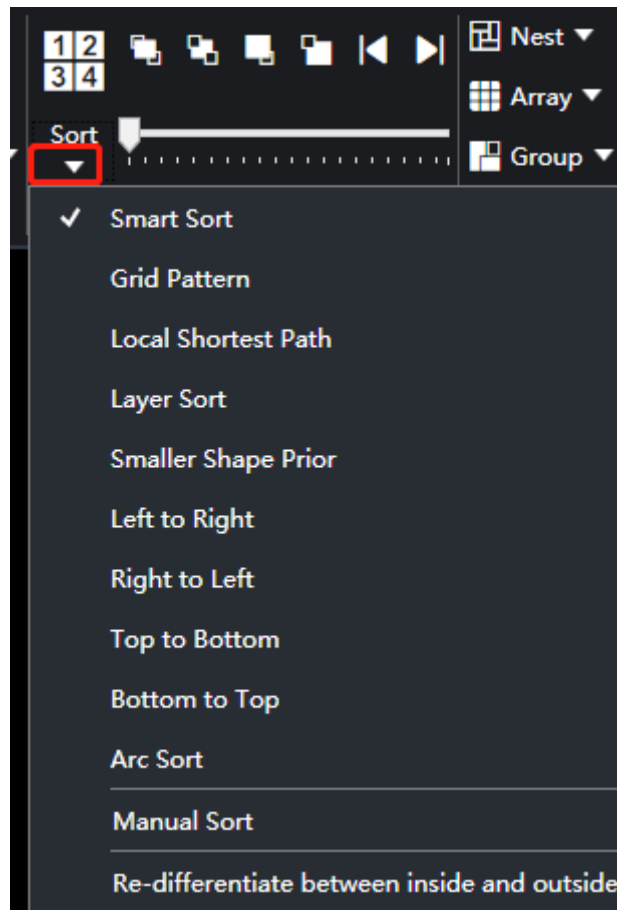 1 2
3 4
Sort
Nest
Array
Group
Smart Sort
Grid Pattern
Local Shortest Path
Layer Sort
Smaller Shape Prior
Left to Right
Right to Left
Top to Bottom
Bottom to Top
Arc Sort
Manual Sort
Re-differentiate between inside and outside